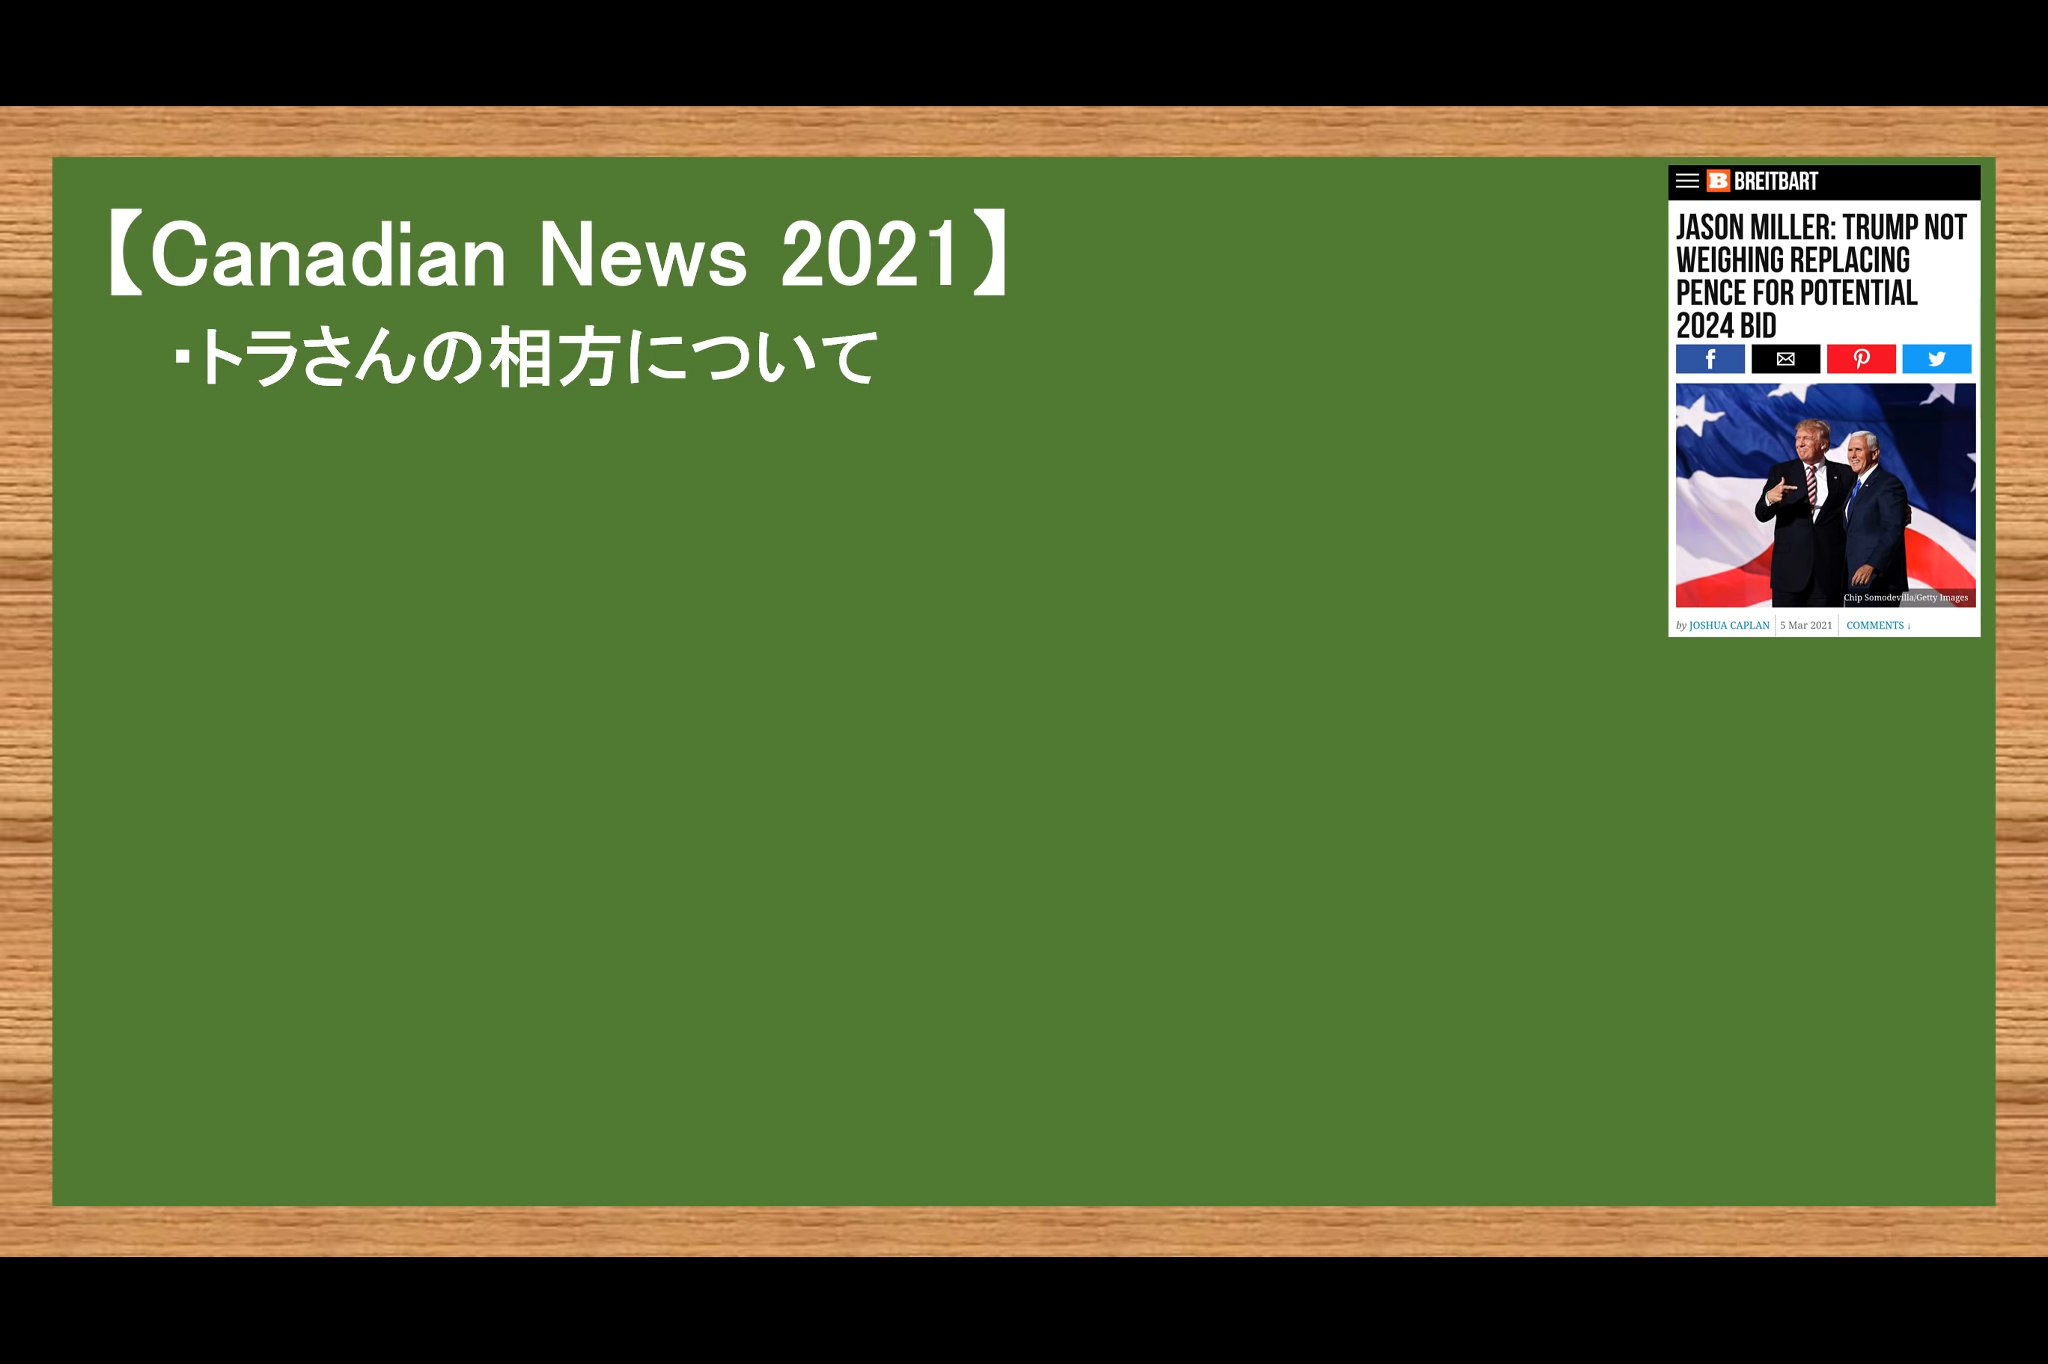 【Canadian News 2021】
・トラさんの相方について
BREITBART
JASON MILLER: TRUMP NOT
WEIGHING REPLACING
PENCE FOR POTENTIAL
2024 BID
Chip Somodevilla/Getty Images
by JOSHUA CAPLAN 5 Mar 2021 COMMENTS ↓